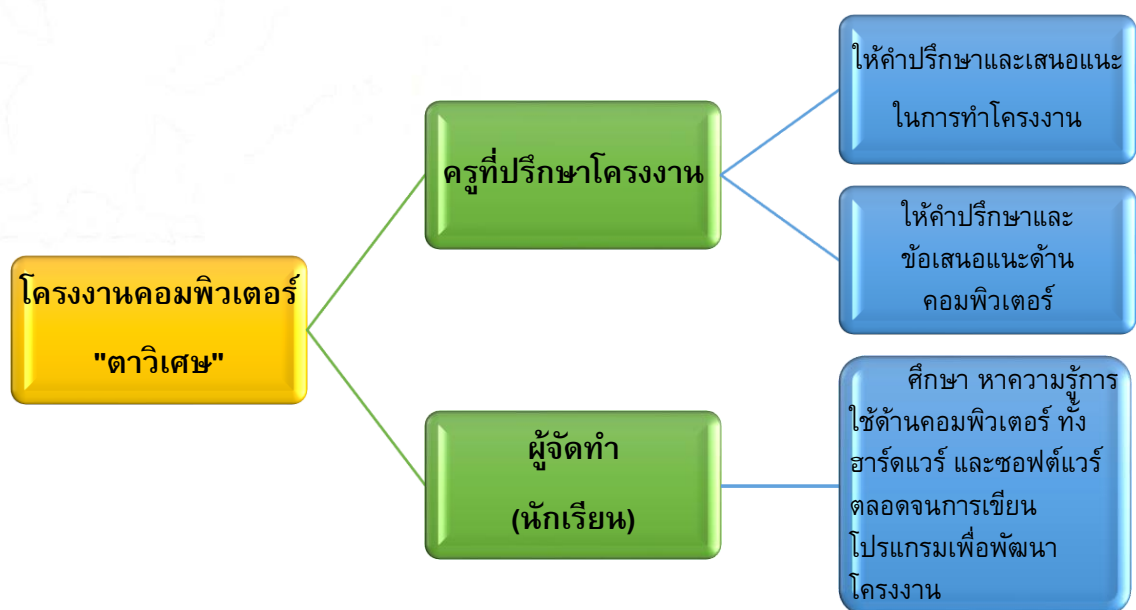 โครงงานคอมพิวเตอร์
"ตาวิเศษ"
ครูที่ปรึกษาโครงงาน
ให้คำปรึกษาและเสนอแนะ
ในการทำโครงงาน
ให้คำปรึกษาและ
ข้อเสนอแนะด้าน
คอมพิวเตอร์
ผู้จัดทำ
(นักเรียน)
ศึกษา หาความรู้การ
ใช้ด้านคอมพิวเตอร์ ทั้ง
ฮาร์ดแวร์ และซอฟต์แวร์
ตลอดจนการเขียน
โปรแกรมเพื่อพัฒนา
โครงงาน